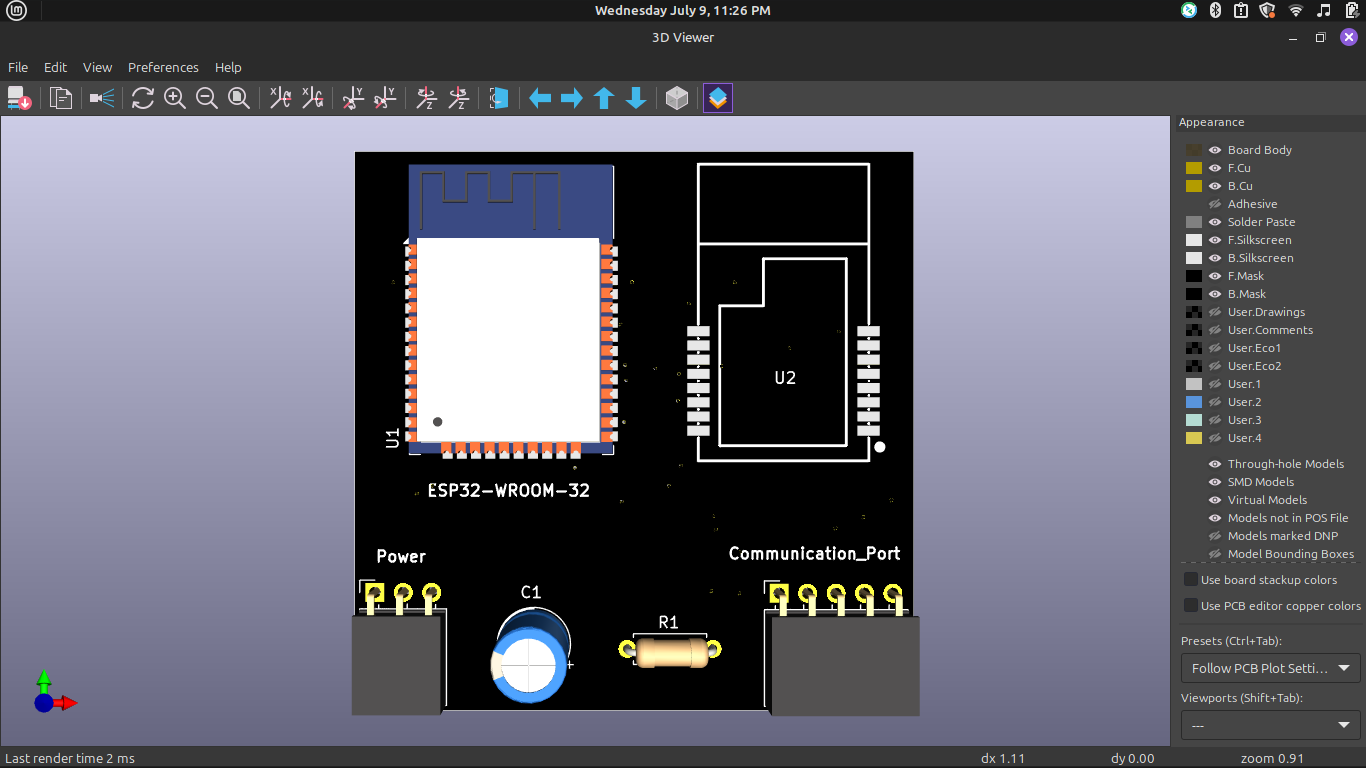 Wednesday July 9, 11:26 PM
3D Viewer
File Edit View Preferences Help
Appearance
Board Body
F.Cu
B.Cu
Adhesive
Solder Paste
F.Silkscreen
B.Silkscreen
F.Mask
B.Mask
User.Drawings
User.Comments
User.Eco1
User.Eco2
User.1
User.2
User.3
User.4
Through-hole Models
SMD Models
Virtual Models
Models not in POS File
Models marked DNP
Model Bounding Boxes
Use board stackup colors
Use PCB editor copper colors
Presets (Ctrl+Tab):
Follow PCB Plot Setti...
Viewports (Shift+Tab):
---
U2
U1
ESP32-WROOM-32
Power
Communication_Port
C1
R1
Last render time 2 ms
dx 1.11
dy 0.00
zoom 0.91